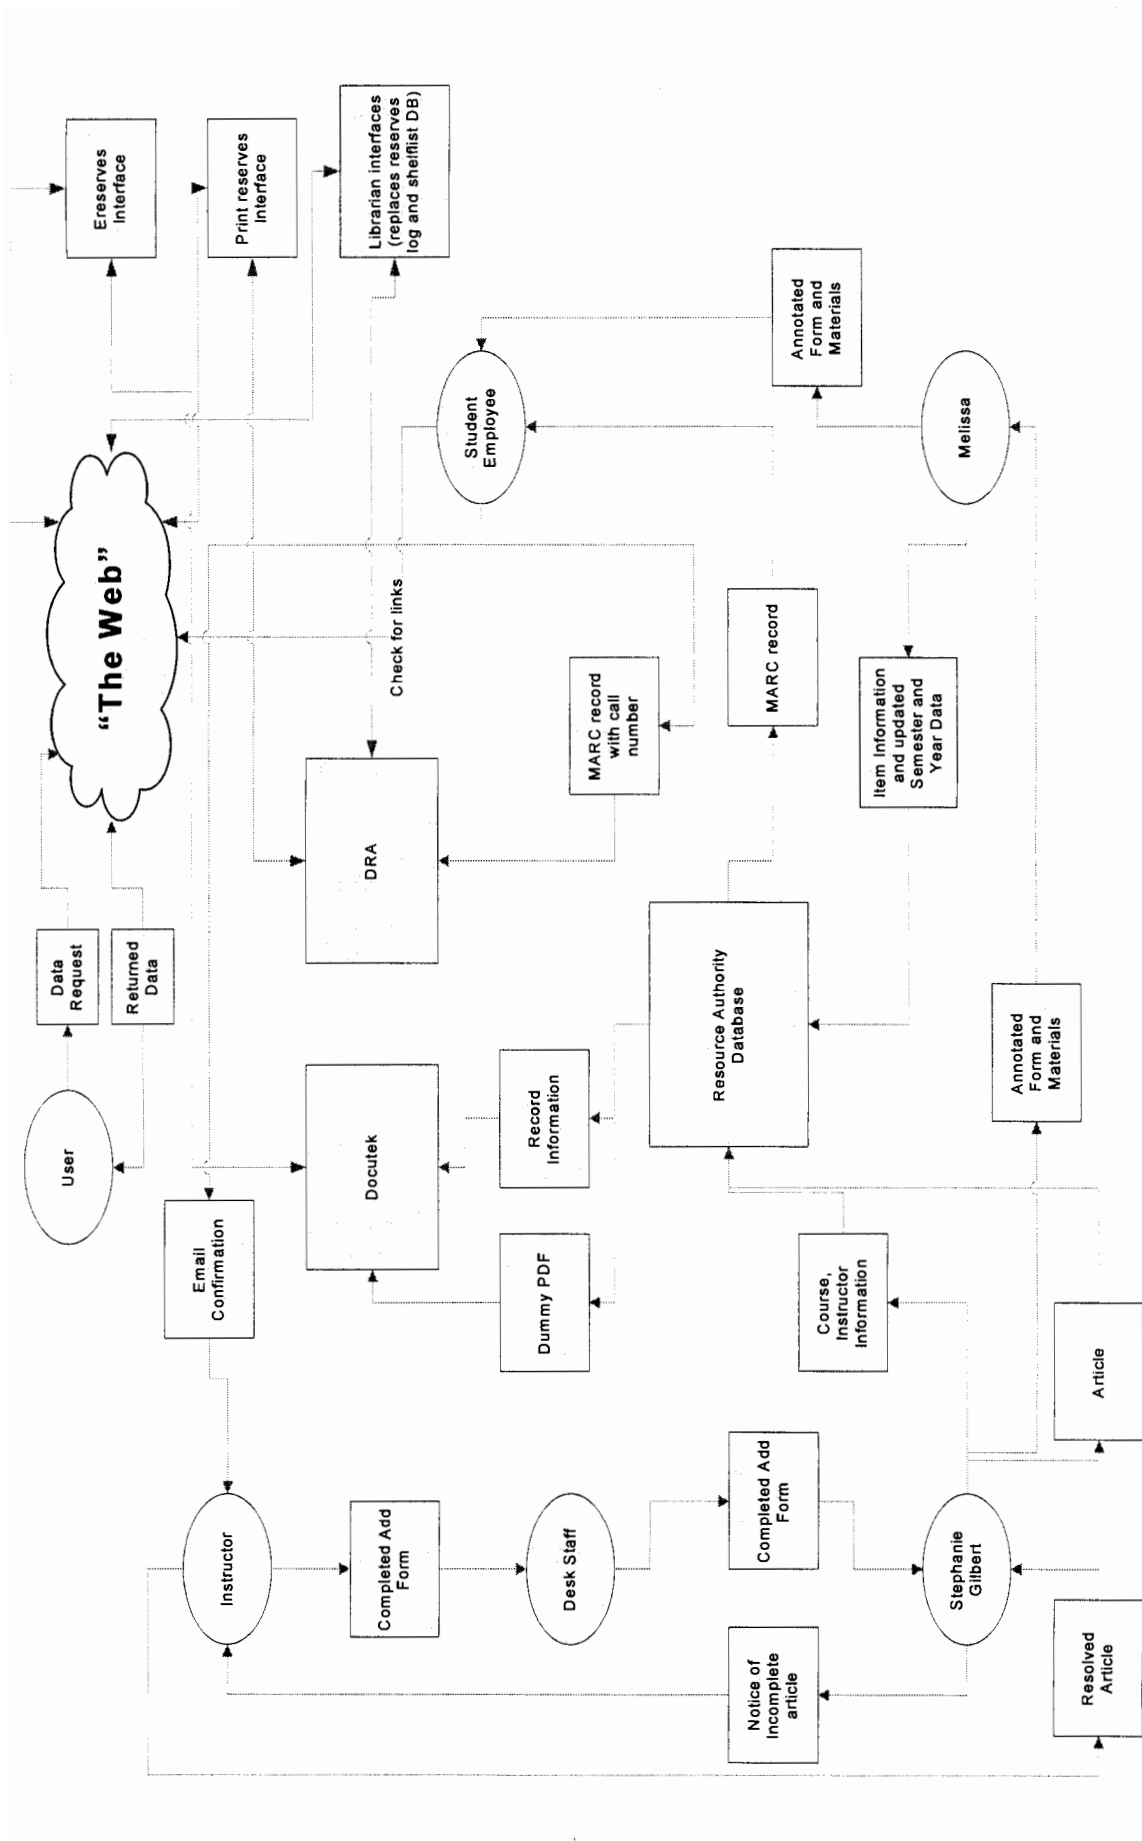 User
Data
Request
Returned
Data
“The Web”
Ereserves
Interface
Email
Confirmation
Print reserves
Interface
Instructor
Completed Add
Form
Docutek
DRA
Check for links
Librarian interfaces
(replaces reserves
log and shelflist DB)
Desk Staff
Dummy PDF
Record
Information
MARC record
with call
number
Student
Employee
Notice of
Incomplete
article
Completed Add
Form
Resource Authority
Database
MARC record
Course,
Instructor
Information
Item Information
and updated
Semester and
Year Data
Annotated
Form and
Materials
Stephanie
Gilbert
Melissa
Annotated
Form and
Materials
Resolved
Article
Article